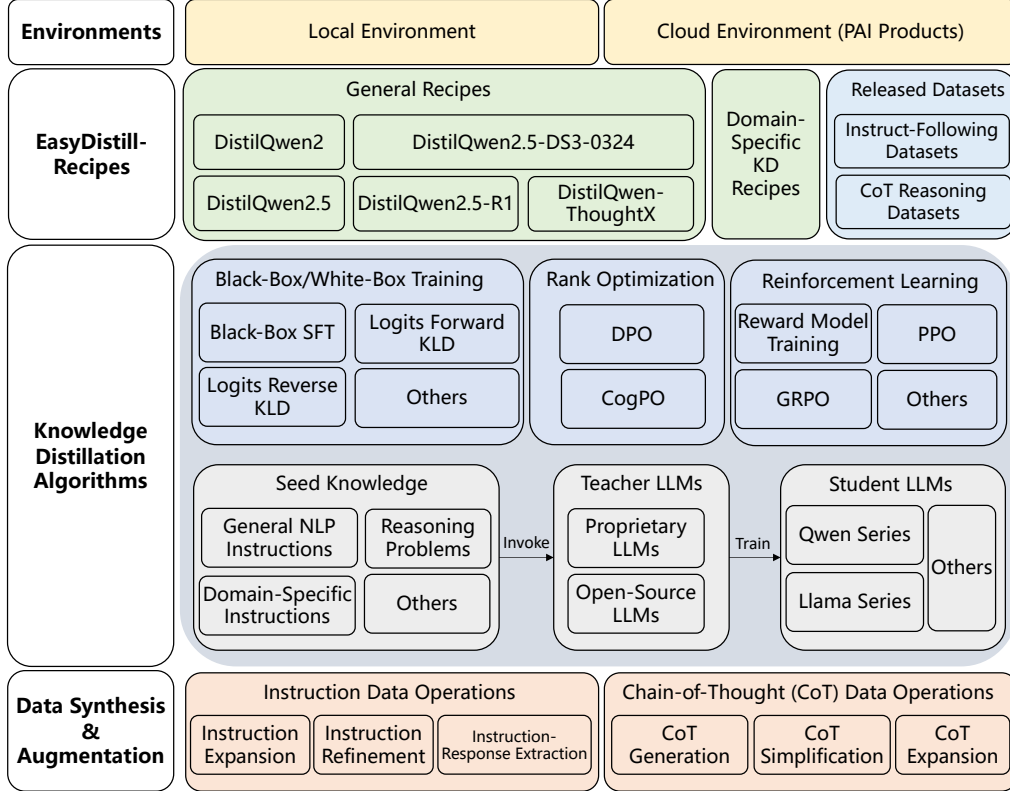 Environments
Local Environment
Cloud Environment (PAI Products)
EasyDistill-
Recipes
General Recipes
DistilQwen2
DistilQwen2.5-DS3-0324
DistilQwen2.5
DistilQwen2.5-R1
DistilQwen-
ThoughtX
Domain-
Specific
KD
Recipes
Released Datasets
Instruct-Following
Datasets
CoT Reasoning
Datasets
Knowledge
Distillation
Algorithms
Black-Box/White-Box Training
Black-Box SFT
Logits Forward
KLD
Logits Reverse
KLD
Others
Rank Optimization
DPO
CogPO
Reinforcement Learning
Reward Model
Training
PPO
GRPO
Others
Seed Knowledge
General NLP
Instructions
Reasoning
Problems
Domain-Specific
Instructions
Others
Invoke
Teacher LLMs
Proprietary
LLMs
Open-Source
LLMs
Train
Student LLMs
Qwen Series
Llama Series
Others
Data Synthesis
&
Augmentation
Instruction Data Operations
Instruction
Expansion
Instruction
Refinement
Instruction-
Response Extraction
Chain-of-Thought (CoT) Data Operations
CoT
Generation
CoT
Simplification
CoT
Expansion